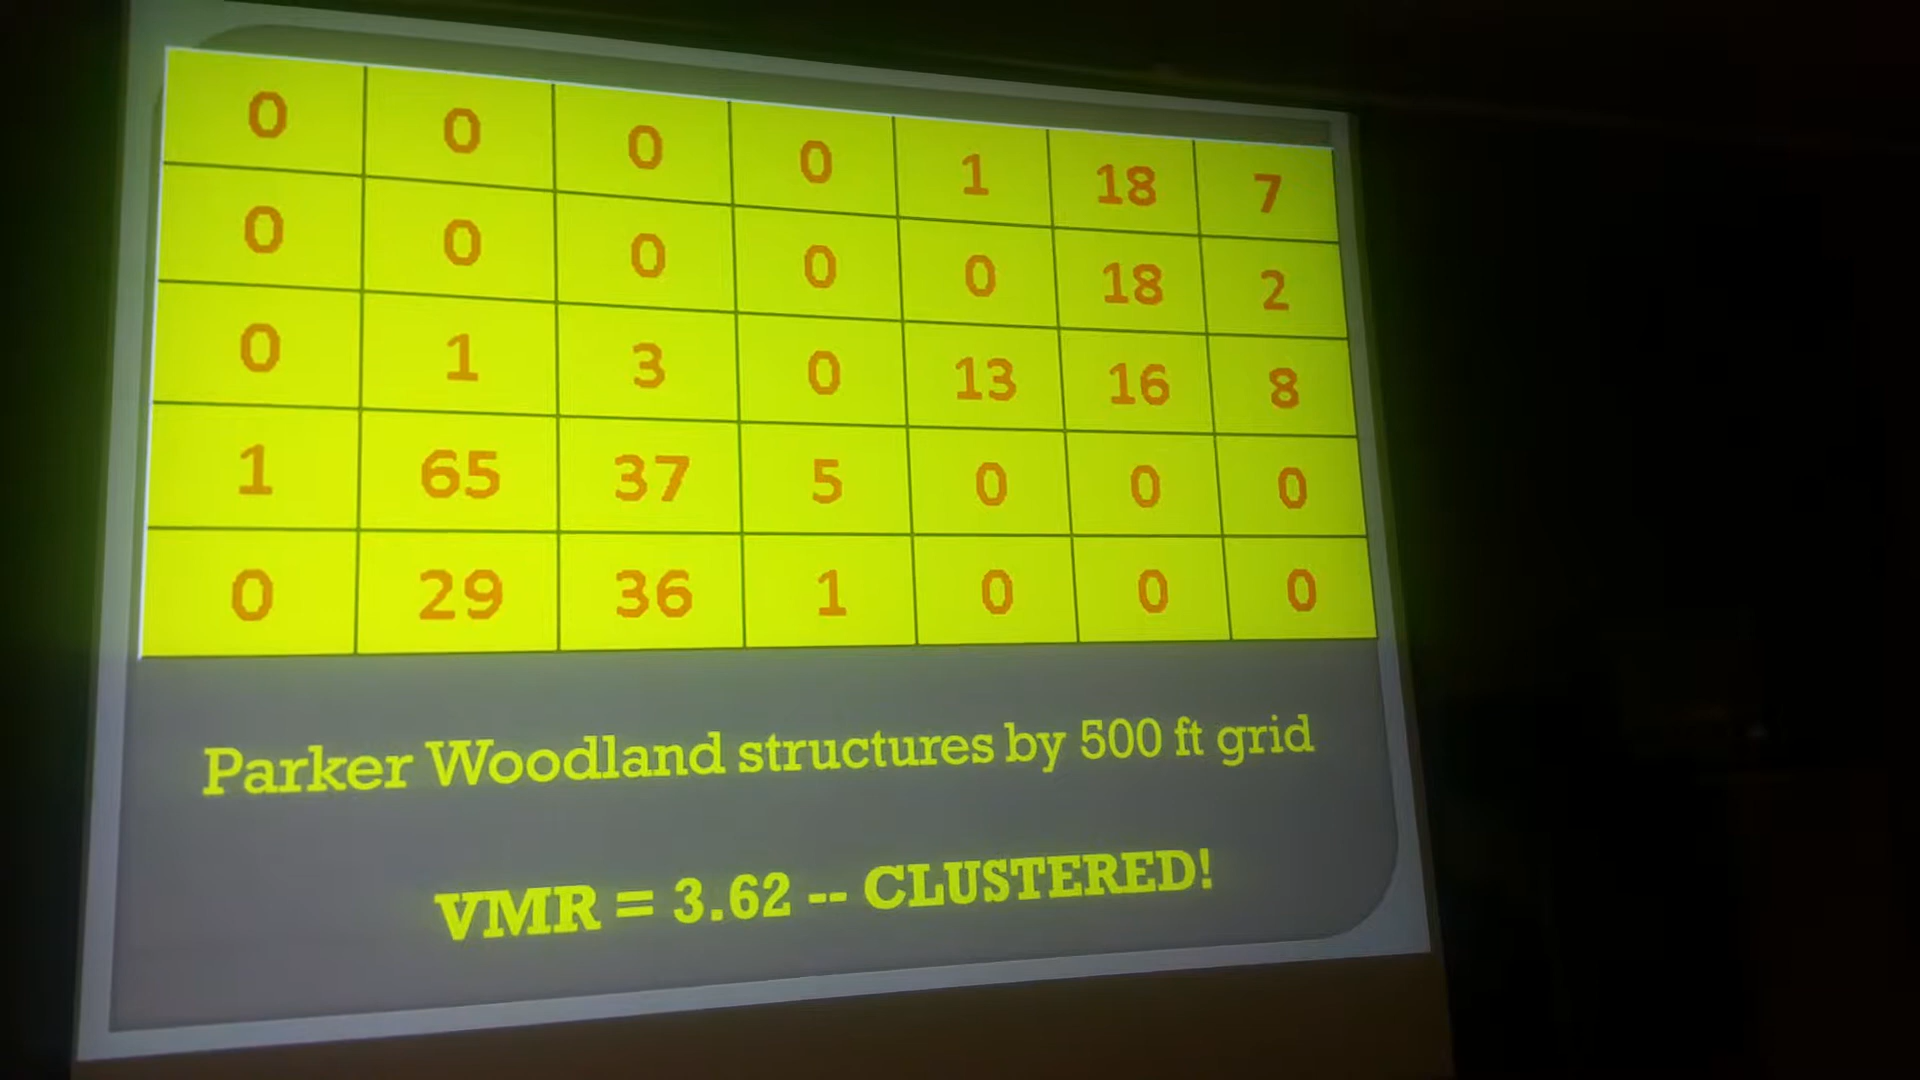 0 0 0 0 1 18 7
0 0 0 0 0 18 2
0 1 3 0 13 16 8
1 65 37 5 0 0 0
0 29 36 1 0 0 0
Parker Woodland structures by 500 ft grid
VMR = 3.62 -- CLUSTERED!